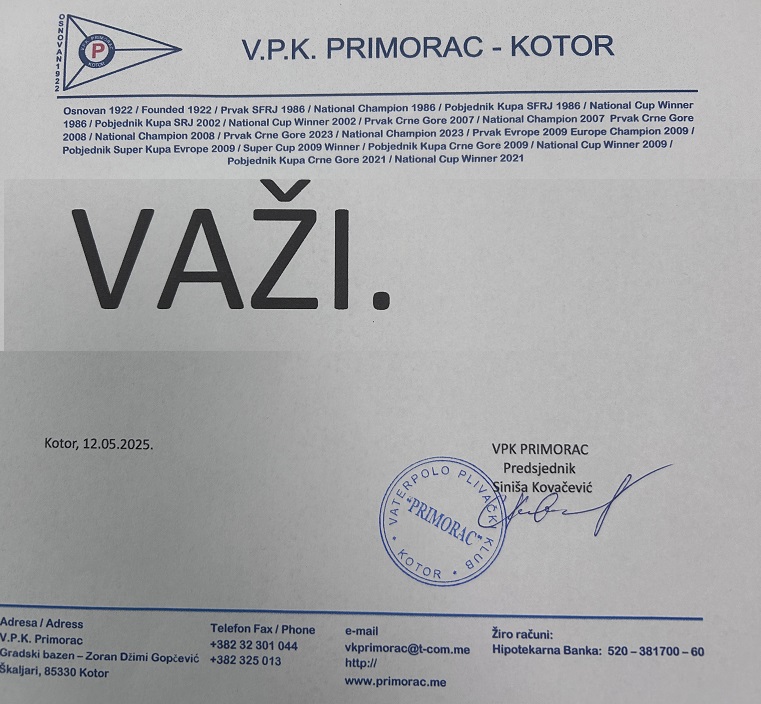 OSNOVAN 1922
P
V.P.K. PRIMORAC - KOTOR
Osnovan 1922 / Founded 1922 / Prvak SFRJ 1986 / National Champion 1986 / Pobjednik Kupa SFRJ 1986 / National Cup Winner
1986 / Pobjednik Kupa SRJ 2002 / National Cup Winner 2002 / Prvak Crne Gore 2007 / National Champion 2007 Prvak Crne Gore
2008 / National Champion 2008 / Prvak Crne Gore 2023 / National Champion 2023 / Prvak Evrope 2009 Europe Champion 2009 /
Pobjednik Super Kupa Evrope 2009 / Super Cup 2009 Winner / Pobjednik Kupa Crne Gore 2009 / National Cup Winner 2009 /
Pobjednik Kupa Crne Gore 2021 / National Cup Winner 2021
VAŽI.
Kotor, 12.05.2025.
VPK PRIMORAC
Predsjednik
Siniša Kovačević
VATERPOLO PLIVAČKI KLUB
"PRIMORAC"
KOTOR
Adresa / Adress
V.P.K. Primorac
Gradski bazen – Zoran Džimi Gopčević
Škaljari, 85330 Kotor
Telefon Fax / Phone
+382 32 301 044
+382 325 013
e-mail
vkprimorac@t-com.me
http://
www.primorac.me
Žiro računi:
Hipotekarna Banka: 520 – 381700 – 60